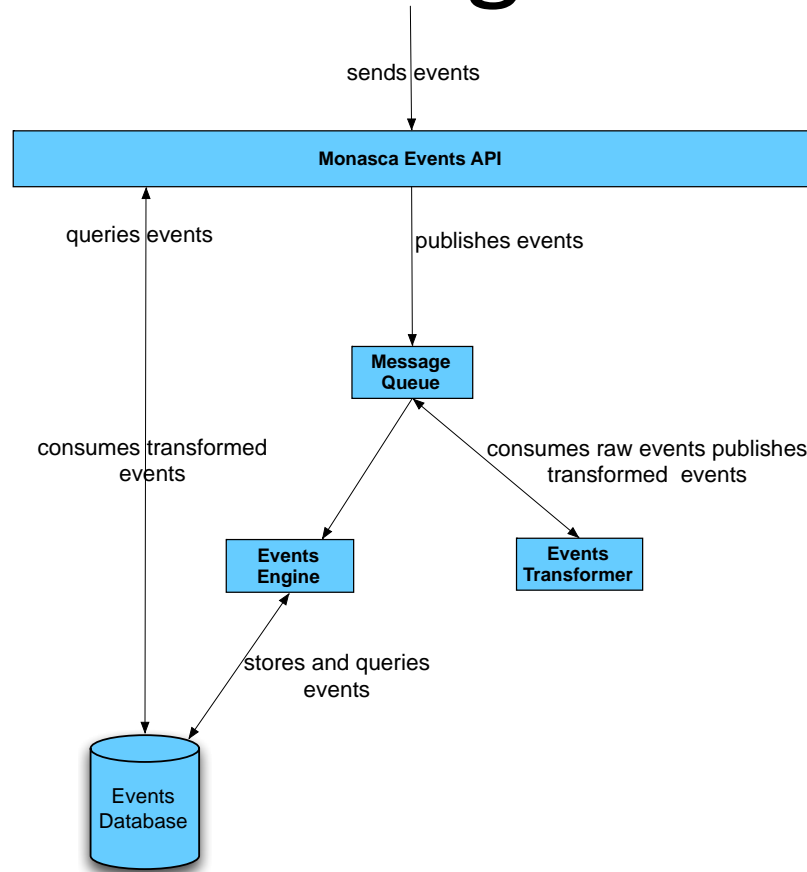 g
sends events
Monasca Events API
queries events
publishes events
Message
Queue
consumes transformed
events
consumes raw events publishes
transformed  events
Events
Engine
Events
Transformer
stores and queries
events
Events
Database